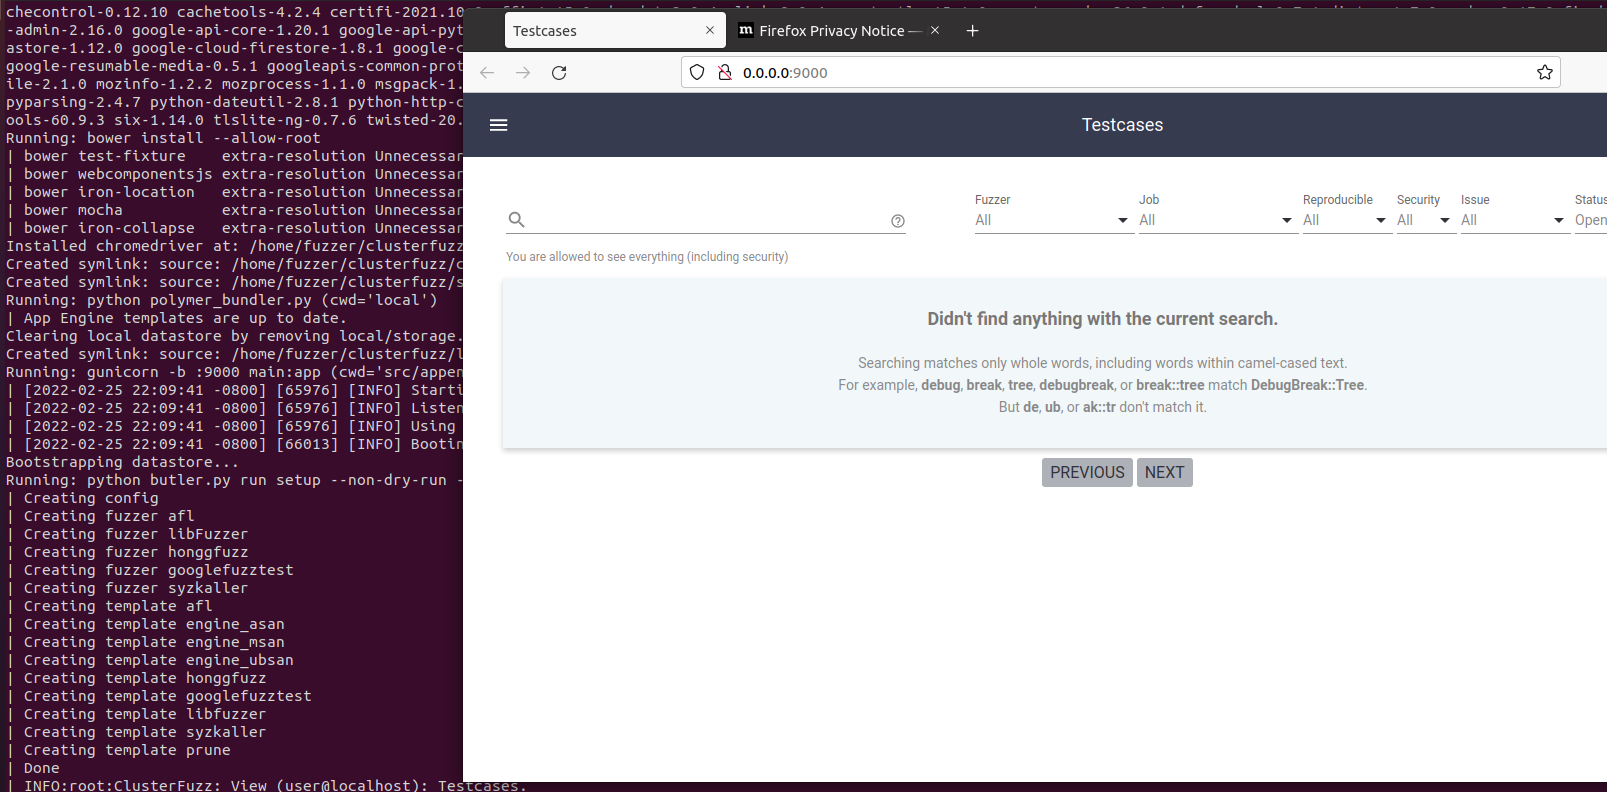 checontrol-0.12.10 cachetools-4.2.4 certifi-2021.10
-admin-2.16.0 google-api-core-1.20.1 google-api-pyt
astore-1.12.0 google-cloud-firestore-1.8.1 google-c
google-resumable-media-0.5.1 googleapis-common-prot
ile-2.1.0 mozinfo-1.2.2 mozprocess-1.1.0 msgpack-1.
pyparsing-2.4.7 python-dateutil-2.8.1 python-http-c
ools-60.9.3 six-1.14.0 tlslite-ng-0.7.6 twisted-20.
Running: bower install --allow-root
| bower test-fixture extra-resolution Unnecessar
| bower webcomponentsjs extra-resolution Unnecessar
| bower iron-location extra-resolution Unnecessar
| bower mocha extra-resolution Unnecessar
| bower iron-collapse extra-resolution Unnecessar
Installed chromedriver at: /home/fuzzer/clusterfuzz
Created symlink: source: /home/fuzzer/clusterfuzz/c
Created symlink: source: /home/fuzzer/clusterfuzz/s
Running: python polymer_bundler.py (cwd='local')
| App Engine templates are up to date.
Clearing local datastore by removing local/storage.
Created symlink: source: /home/fuzzer/clusterfuzz/l
Running: gunicorn -b :9000 main:app (cwd='src/appen
| [2022-02-25 22:09:41 -0800] [65976] [INFO] Starti
| [2022-02-25 22:09:41 -0800] [65976] [INFO] Listen
| [2022-02-25 22:09:41 -0800] [65976] [INFO] Using
| [2022-02-25 22:09:41 -0800] [66013] [INFO] Bootin
Bootstrapping datastore...
Running: python butler.py run setup --non-dry-run -
| Creating config
| Creating fuzzer afl
| Creating fuzzer libFuzzer
| Creating fuzzer honggfuzz
| Creating fuzzer googlefuzztest
| Creating fuzzer syzkaller
| Creating template afl
| Creating template engine_asan
| Creating template engine_msan
| Creating template engine_ubsan
| Creating template honggfuzz
| Creating template googlefuzztest
| Creating template libfuzzer
| Creating template syzkaller
| Creating template prune
| Done
| INFO:root:ClusterFuzz: View (user@localhost): Testcases.
Testcases
m Firefox Privacy Notice —
0.0.0.0:9000
Testcases
Fuzzer Job Reproducible Security Issue Status
All All All All All Open
You are allowed to see everything (including security)
Didn't find anything with the current search.
Searching matches only whole words, including words within camel-cased text.
For example, debug, break, tree, debugbreak, or break::tree match DebugBreak::Tree.
But de, ub, or ak::tr don't match it.
PREVIOUS NEXT